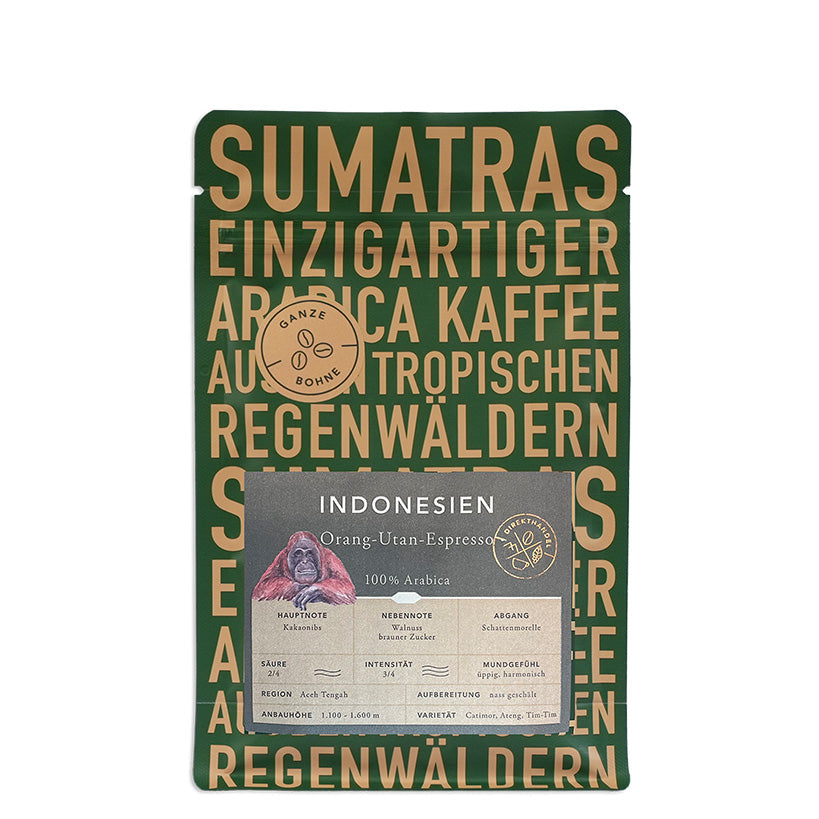 SUMATRAS
EINZIGARTIGER
ARABICA KAFFEE
GANZE
BOHNE
TROPISCHEN
REGENWÄLDERN
SUMATRAS
INDONESIEN
Orang-Utan-Espresso
DIREKTHANDEL
100% Arabica
HAUPTNOTE
Kakaonibs
NEBENNOTE
Walnuss
brauner Zucker
ABGANG
Schattenmorelle
SÄURE
2/4
INTENSITÄT
3/4
MUNDGEFÜHL
üppig, harmonisch
REGION Aceh Tengah
AUFBEREITUNG nass geschält
ANBAUHÖHE 1.100 - 1.600 m
VARIETÄT Catimor, Ateng, Tim-Tim
REGENWÄLDERN